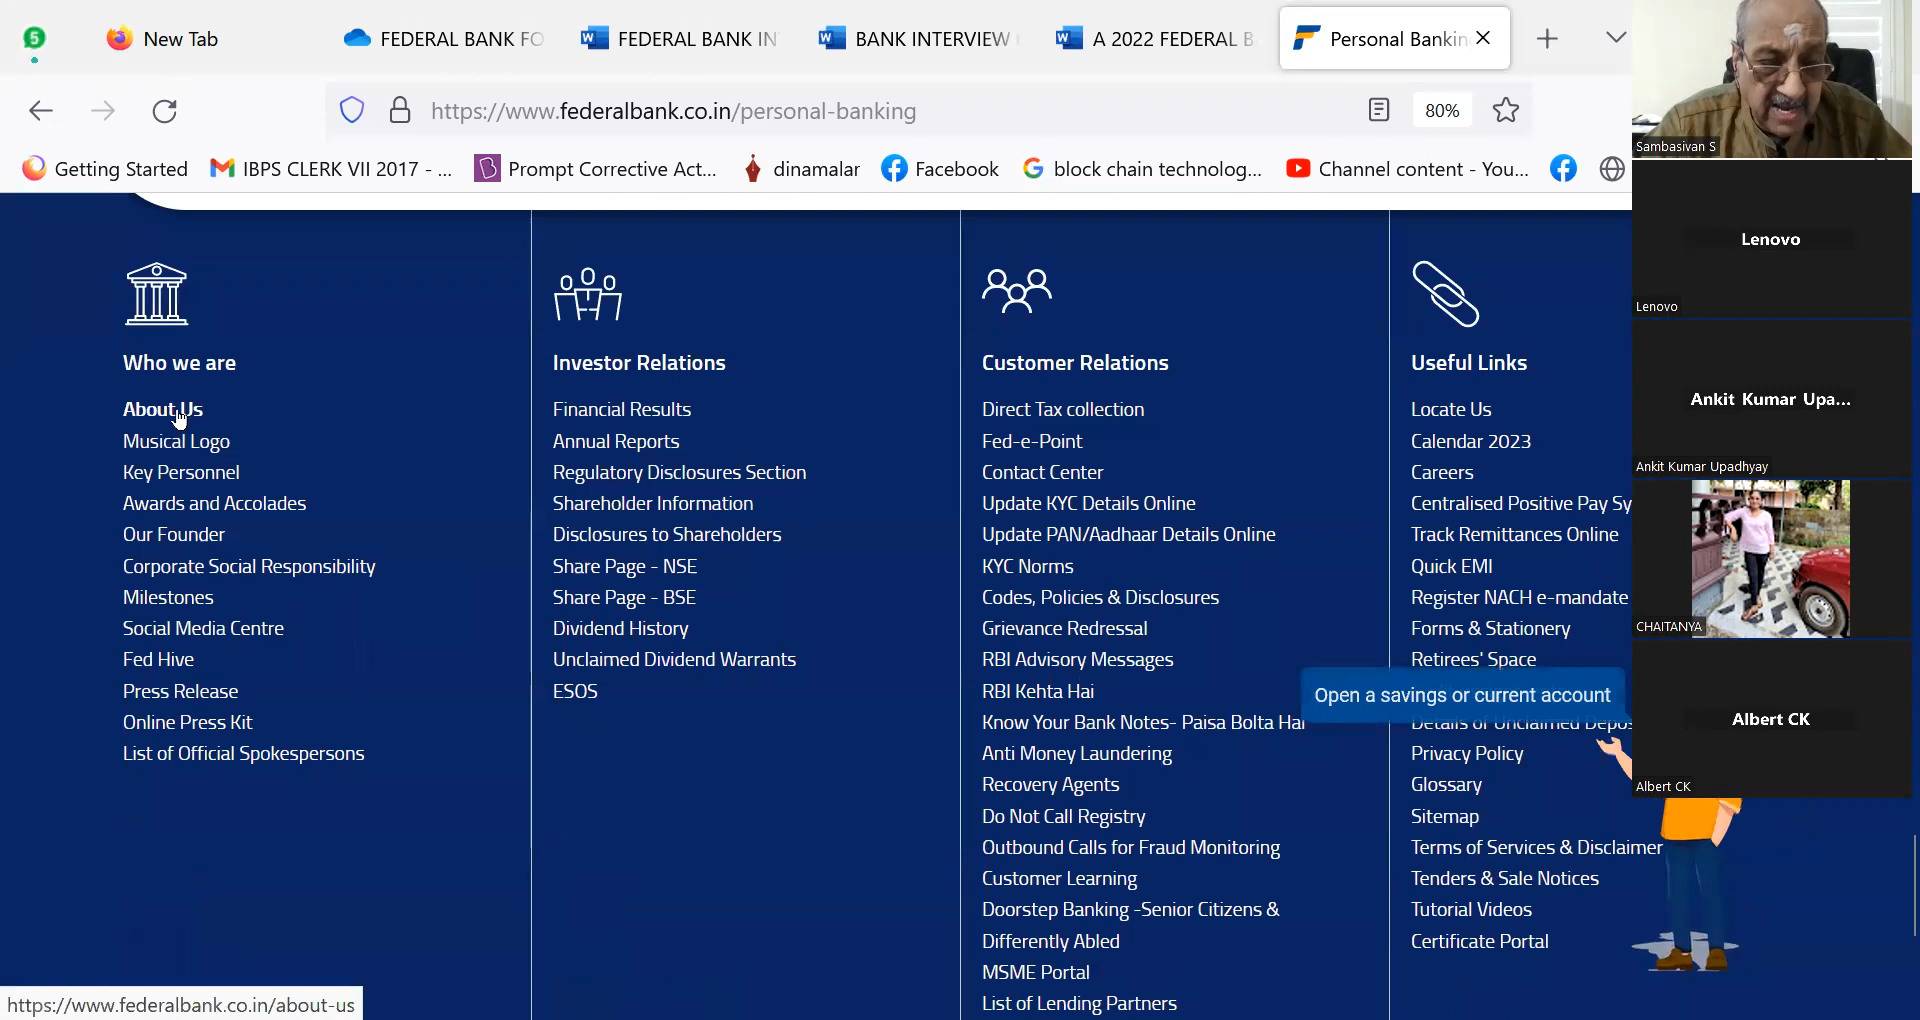 5
New Tab
FEDERAL BANK FO
FEDERAL BANK IN
BANK INTERVIEW
A 2022 FEDERAL B
Personal Bankin
https://www.federalbank.co.in/personal-banking
80%
Getting Started
IBPS CLERK VII 2017 - ...
Prompt Corrective Act...
dinamalar
Facebook
block chain technolog...
Channel content - You...
Who we are
About Us
Musical Logo
Key Personnel
Awards and Accolades
Our Founder
Corporate Social Responsibility
Milestones
Social Media Centre
Fed Hive
Press Release
Online Press Kit
List of Official Spokespersons
Investor Relations
Financial Results
Annual Reports
Regulatory Disclosures Section
Shareholder Information
Disclosures to Shareholders
Share Page - NSE
Share Page - BSE
Dividend History
Unclaimed Dividend Warrants
ESOS
Customer Relations
Direct Tax collection
Fed-e-Point
Contact Center
Update KYC Details Online
Update PAN/Aadhaar Details Online
KYC Norms
Codes, Policies & Disclosures
Grievance Redressal
RBI Advisory Messages
RBI Kehta Hai
Know Your Bank Notes- Paisa Bolta Hai
Anti Money Laundering
Recovery Agents
Do Not Call Registry
Outbound Calls for Fraud Monitoring
Customer Learning
Doorstep Banking -Senior Citizens &
Differently Abled
MSME Portal
List of Lending Partners
Useful Links
Locate Us
Calendar 2023
Careers
Centralised Positive Pay Sy
Track Remittances Online
Quick EMI
Register NACH e-mandate
Forms & Stationery
Retirees' Space
Open a savings or current account
Details of Unclaimed Depos
Privacy Policy
Glossary
Sitemap
Terms of Services & Disclaimer
Tenders & Sale Notices
Tutorial Videos
Certificate Portal
https://www.federalbank.co.in/about-us
Sambasivan S
Lenovo
Lenovo
Ankit Kumar Upa...
Ankit Kumar Upadhyay
CHAITANYA
Albert CK
Albert CK